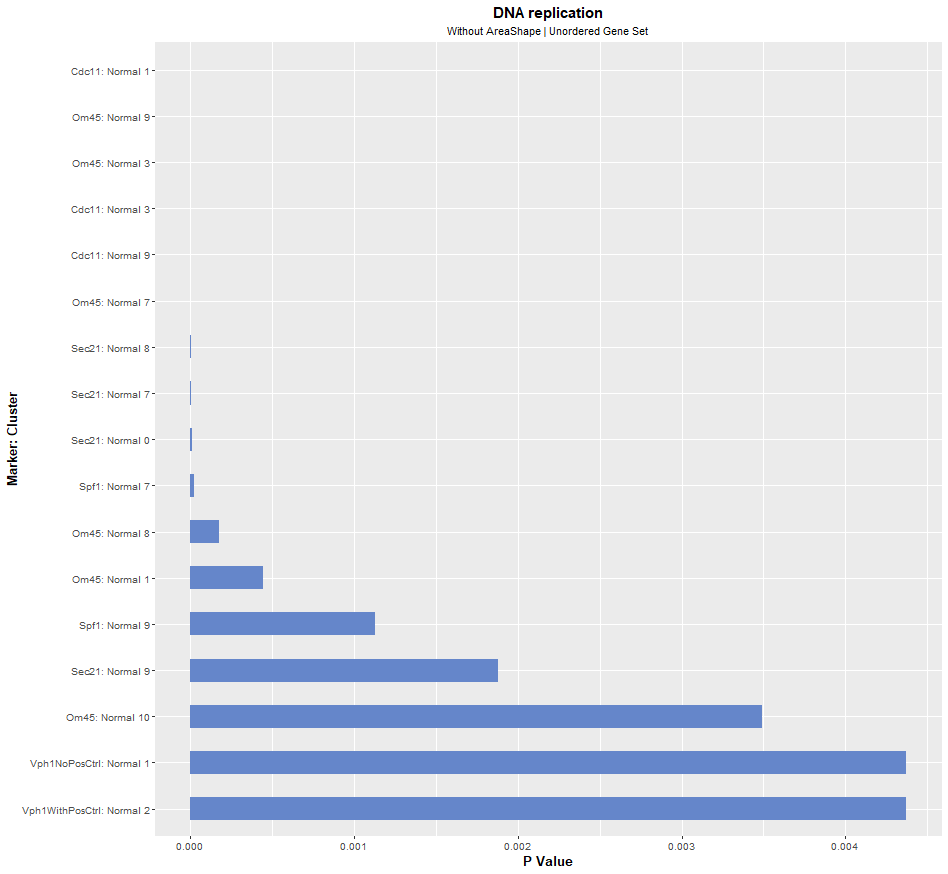 DNA replication
Without AreaShape | Unordered Gene Set
Marker: Cluster
Cdc11: Normal 1
Om45: Normal 9
Om45: Normal 3
Cdc11: Normal 3
Cdc11: Normal 9
Om45: Normal 7
Sec21: Normal 8
Sec21: Normal 7
Sec21: Normal 0
Spf1: Normal 7
Om45: Normal 8
Om45: Normal 1
Spf1: Normal 9
Sec21: Normal 9
Om45: Normal 10
Vph1NoPosCtrl: Normal 1
Vph1WithPosCtrl: Normal 2
0.000 0.001 0.002 0.003 0.004
P Value